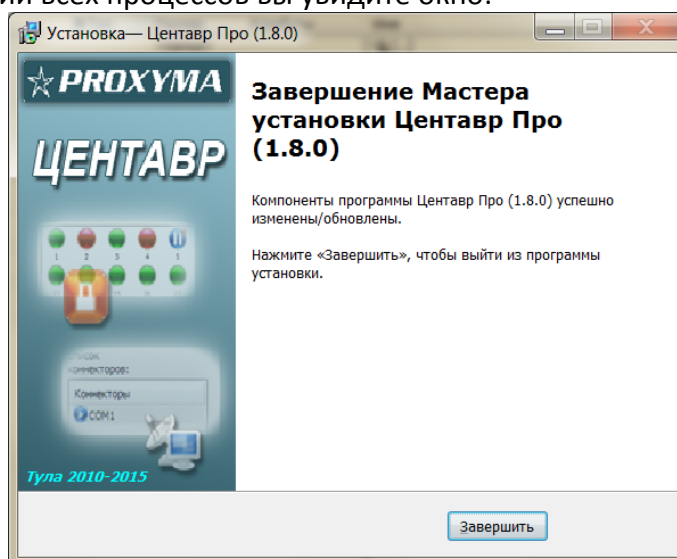 всех процессов вы увидите окно:
Установка— Центавр Про (1.8.0)
PROXYMA
ЦЕНТАВР
1 2 3 4 5
коннекторов:
Коннекторы
COM1
Тула 2010-2015
Завершение Мастера
установки Центавр Про
(1.8.0)
Компоненты программы Центавр Про (1.8.0) успешно
изменены/обновлены.
Нажмите «Завершить», чтобы выйти из программы
установки.
Завершить